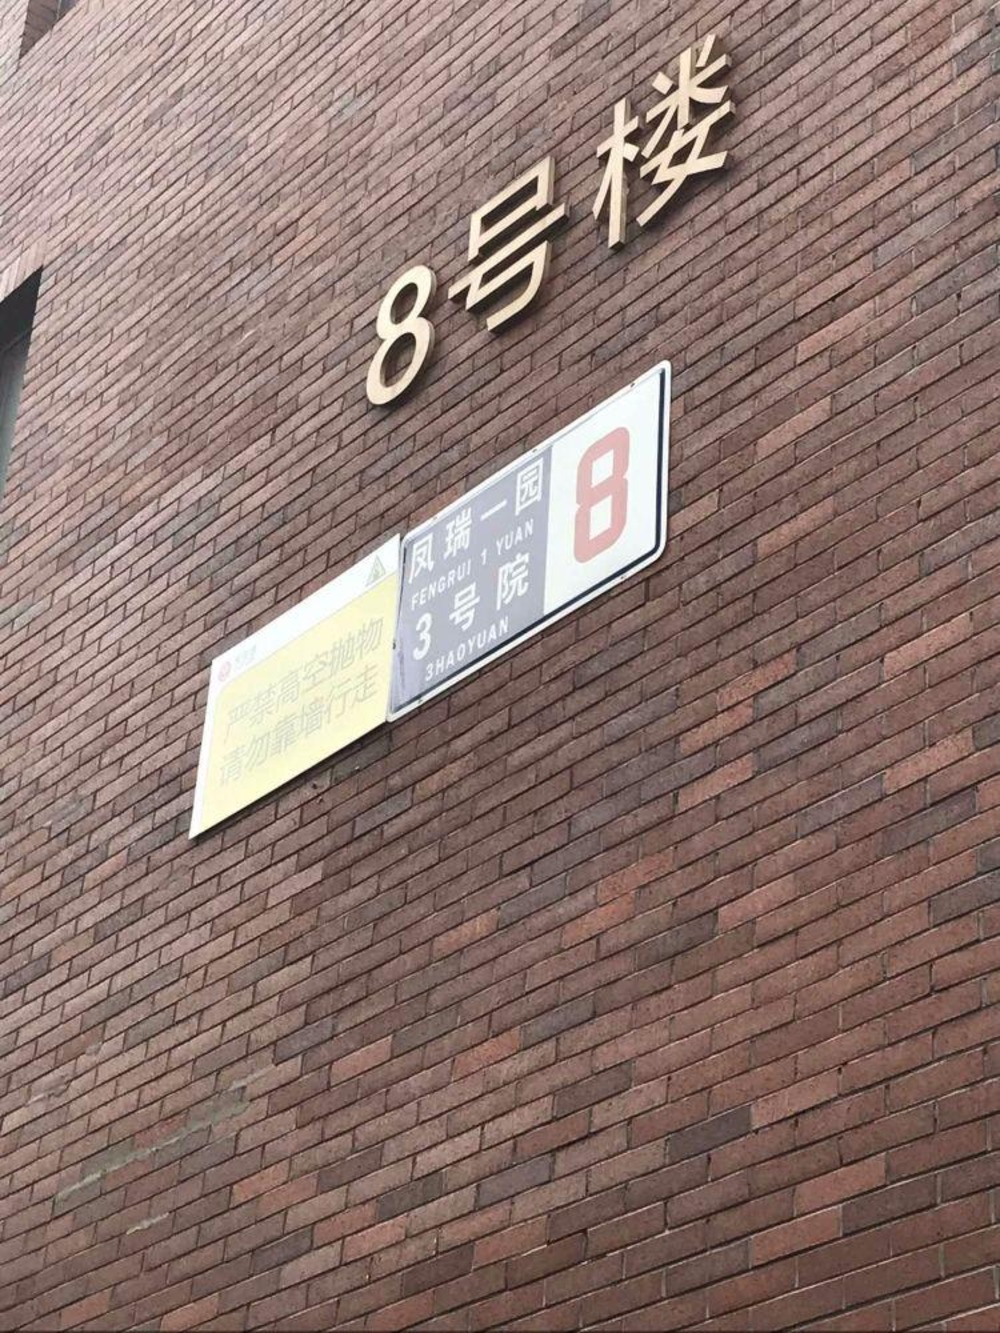 8号楼
凤瑞一园
FENGRUI 1 YUAN
3号院
3HAOYUAN
8
严禁高空抛物
请勿靠墙行走